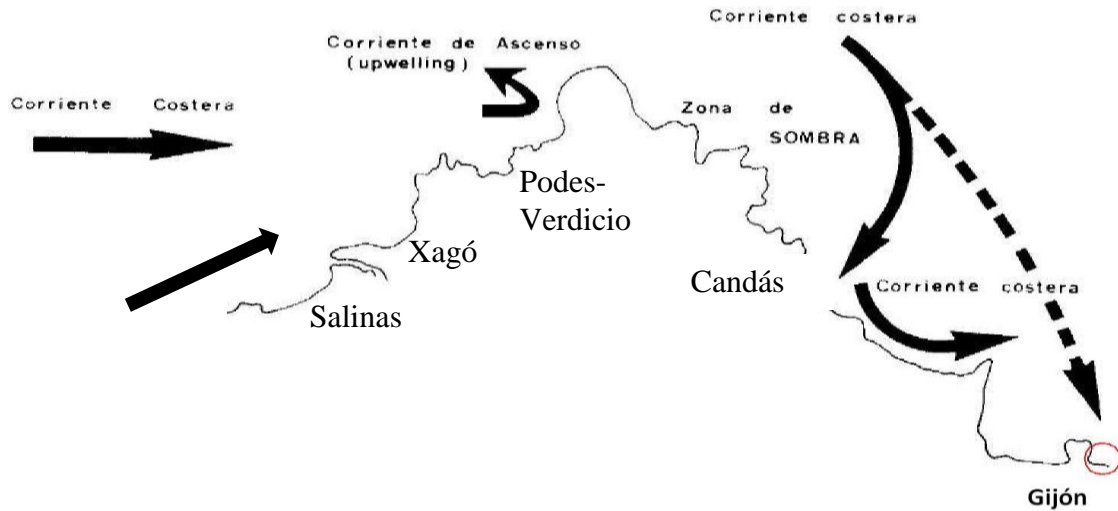 Corriente costera
Corriente de Ascenso
(upwelling)
Corriente Costera
Zona de
SOMBRA
Podes-
Verdicio
Xagó
Candás
Corriente costera
Salinas
Gijón